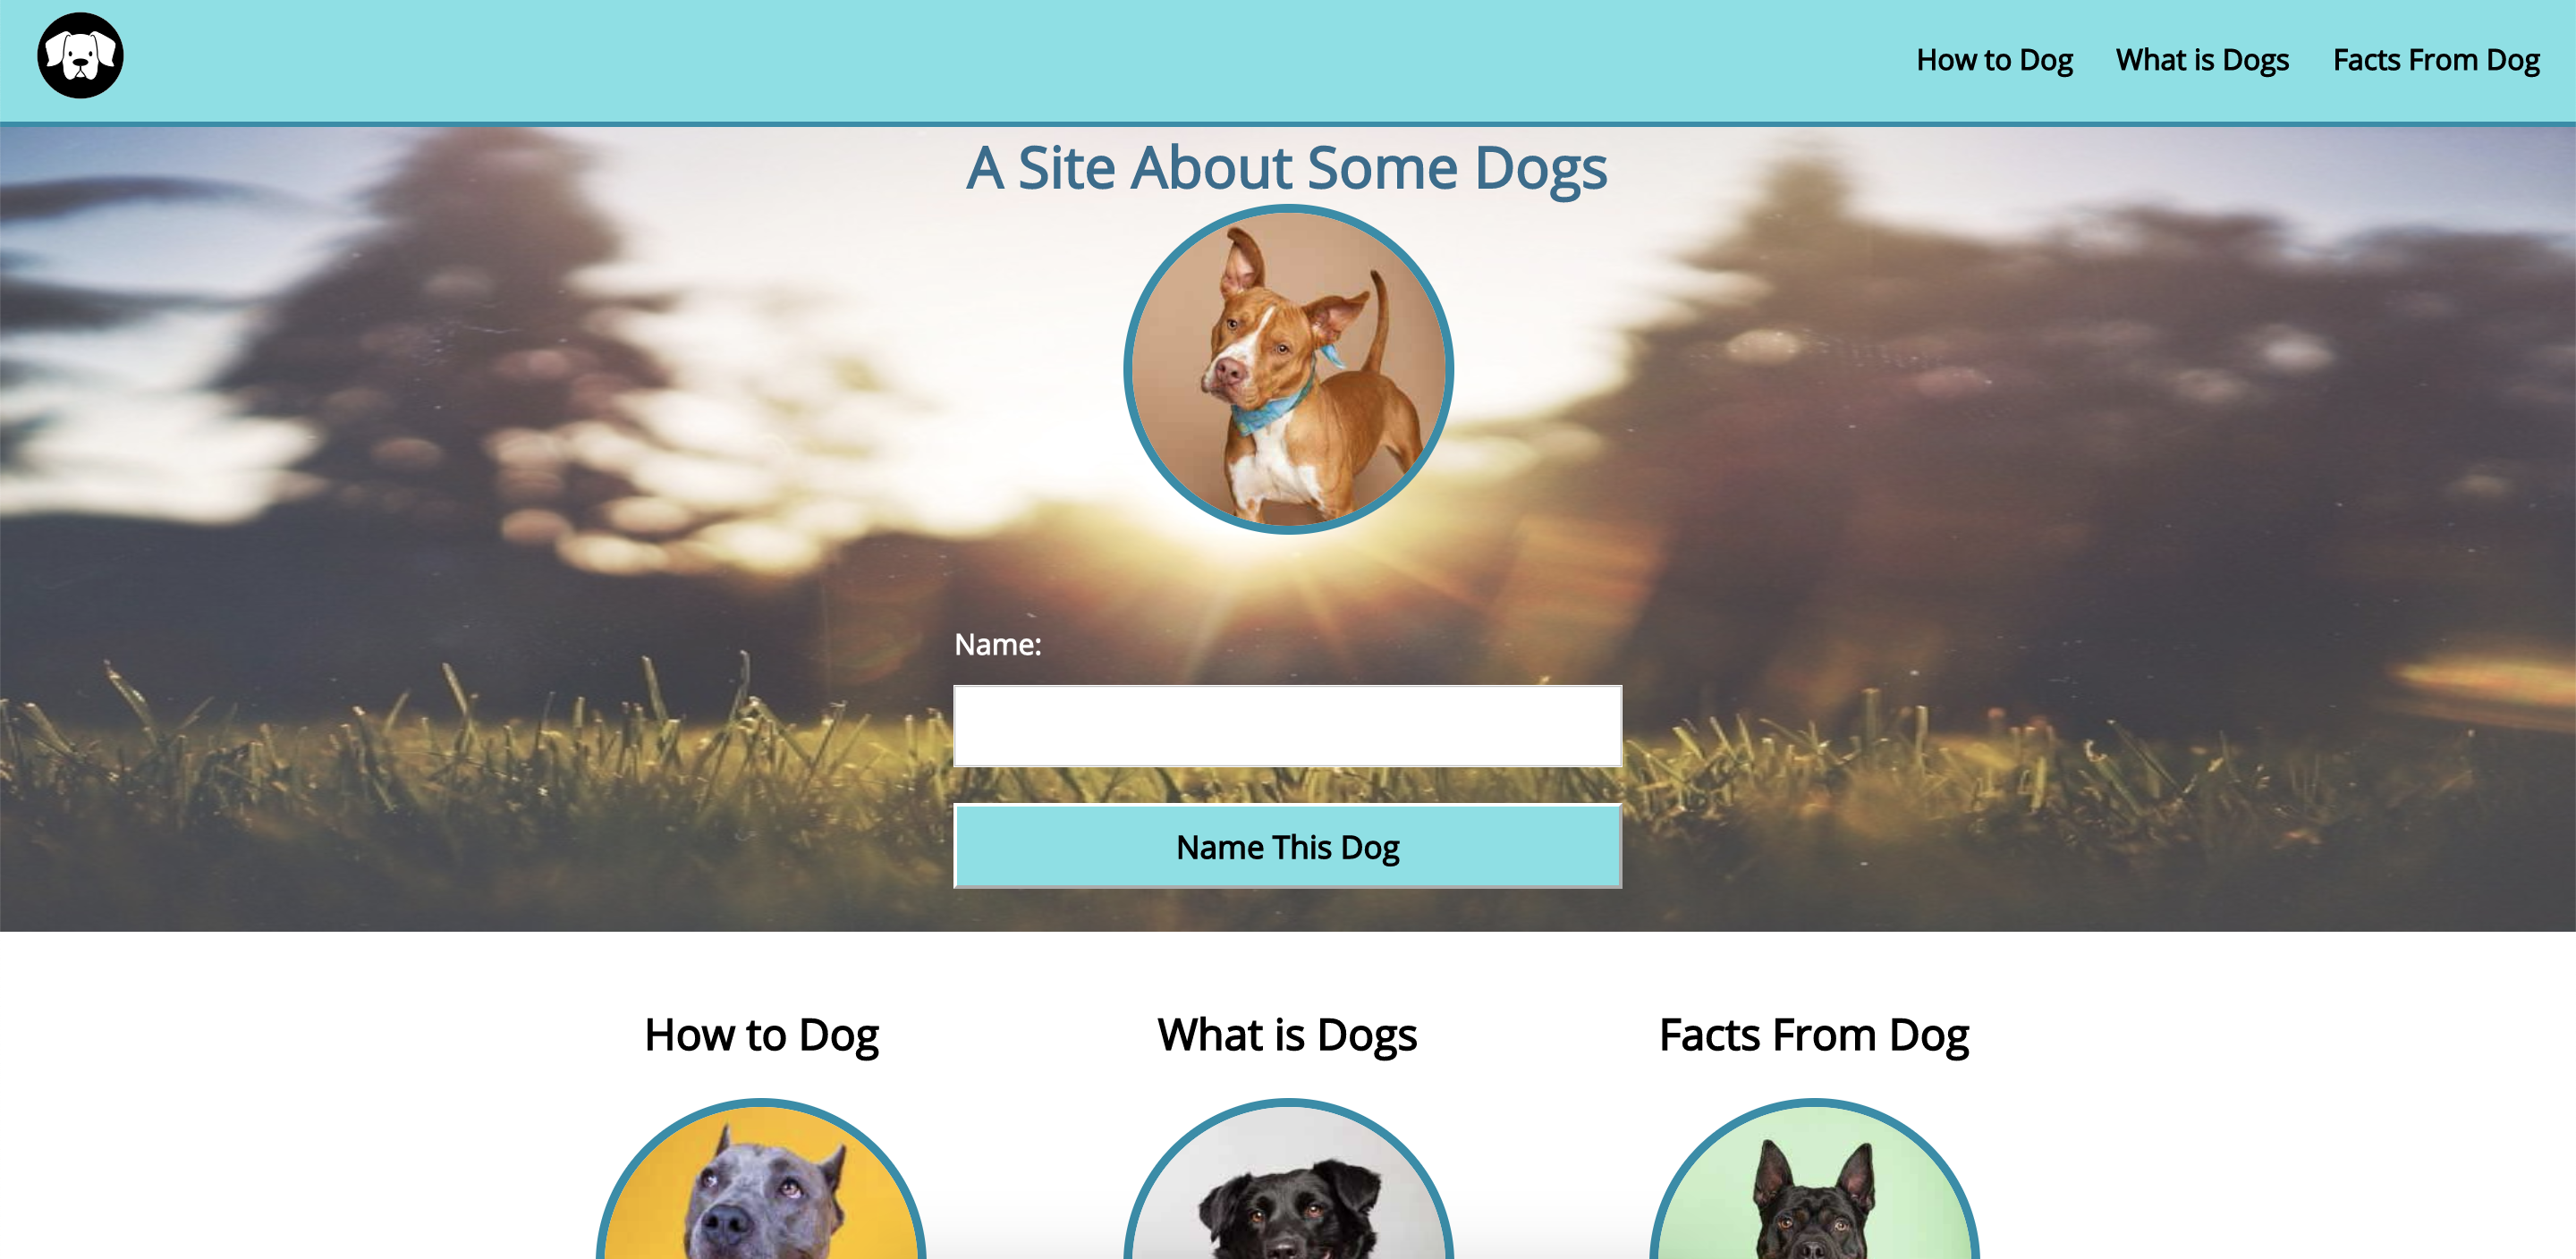 How to Dog What is Dogs Facts From Dog
A Site About Some Dogs
Name:
Name This Dog
How to Dog What is Dogs Facts From Dog